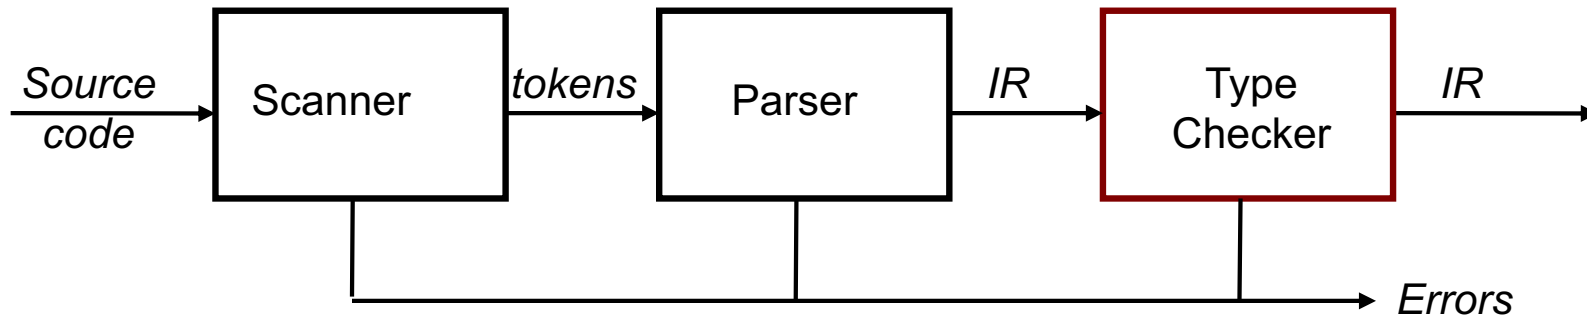 Source
code
Scanner
tokens
Parser
IR
Type
Checker
IR
Errors